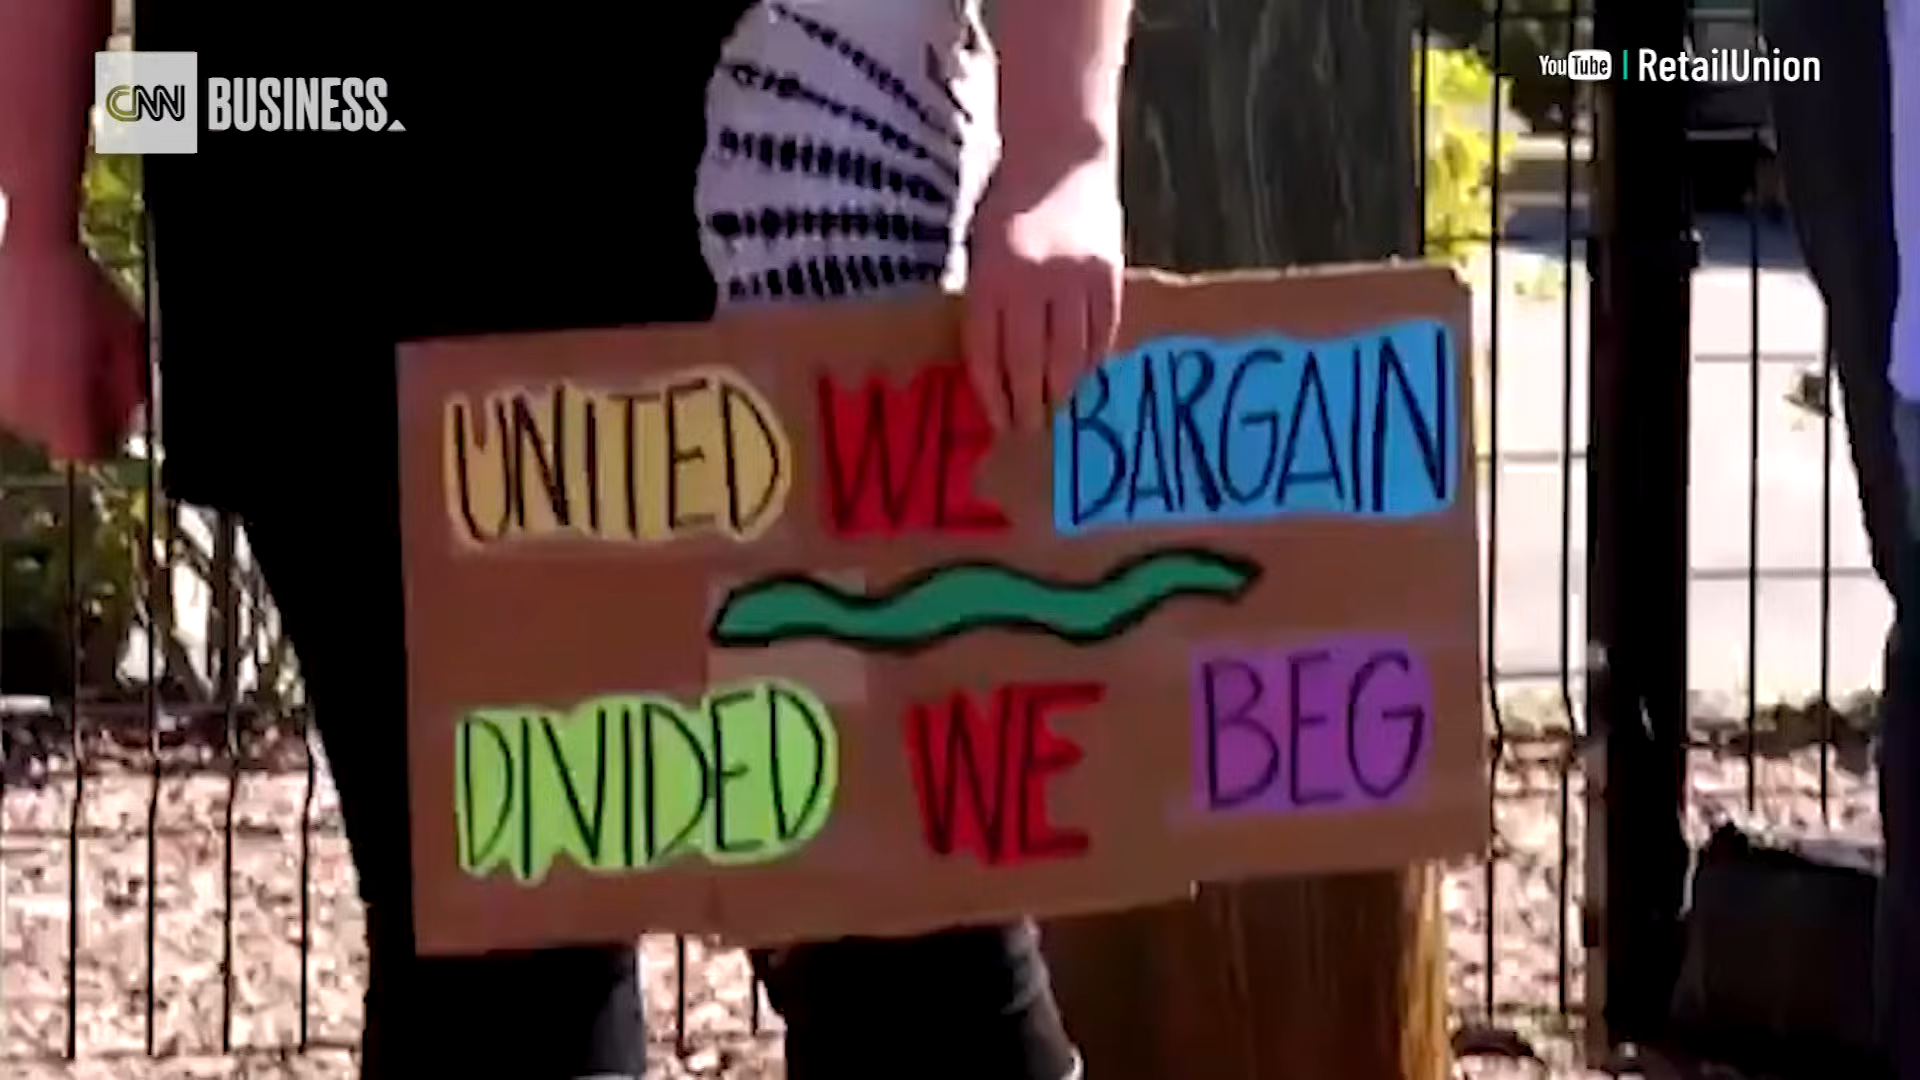 CNN BUSINESS.
YouTube | RetailUnion
UNITED WE BARGAIN
DIVIDED WE BEG